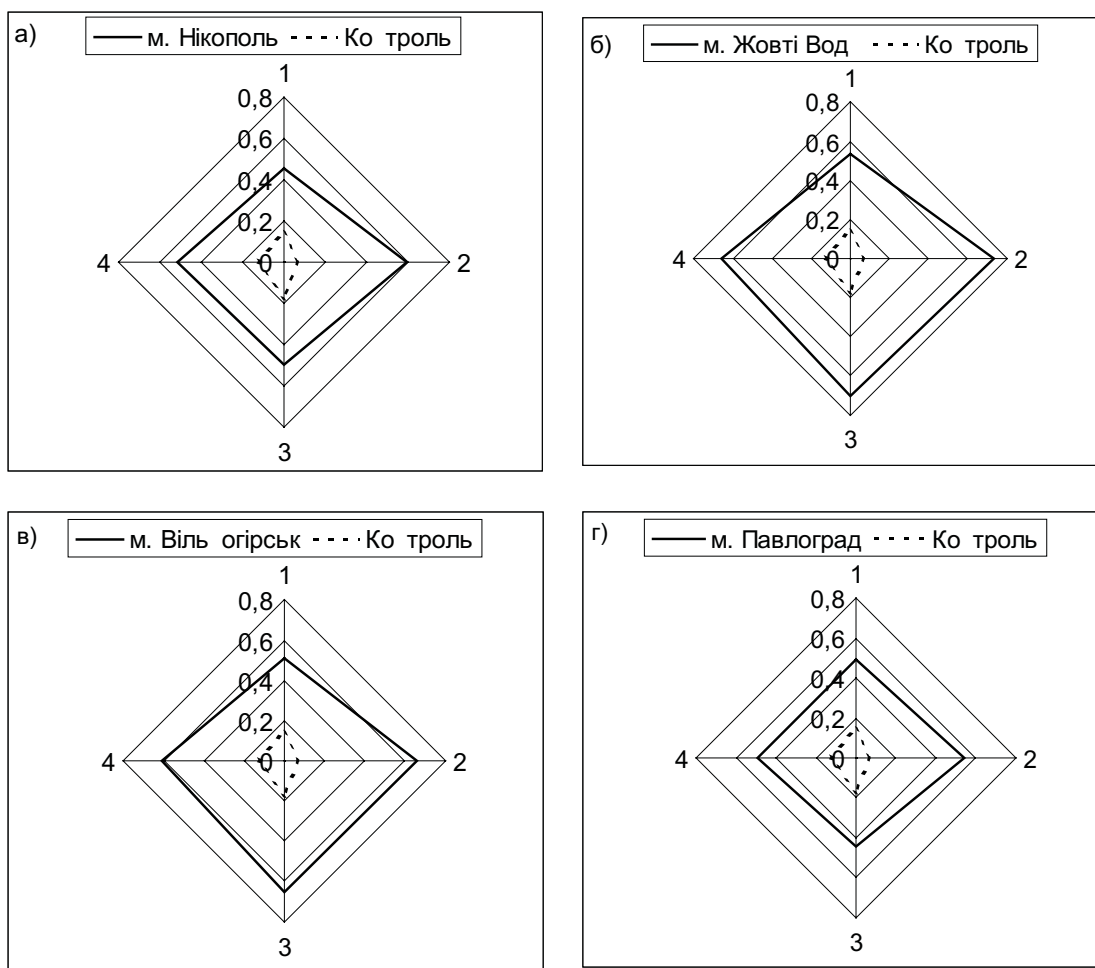 а)
м. Нікополь Ко троль
1
0,8
0,6
0,4
0,2
4 0 2
3
б)
м. Жовті Вод Ко троль
1
0,8
0,6
0,4
0,2
4 0 2
3
в)
м. Віль огірськ Ко троль
1
0,8
0,6
0,4
0,2
4 0 2
3
г)
м. Павлоград Ко троль
1
0,8
0,6
0,4
0,2
4 0 2
3